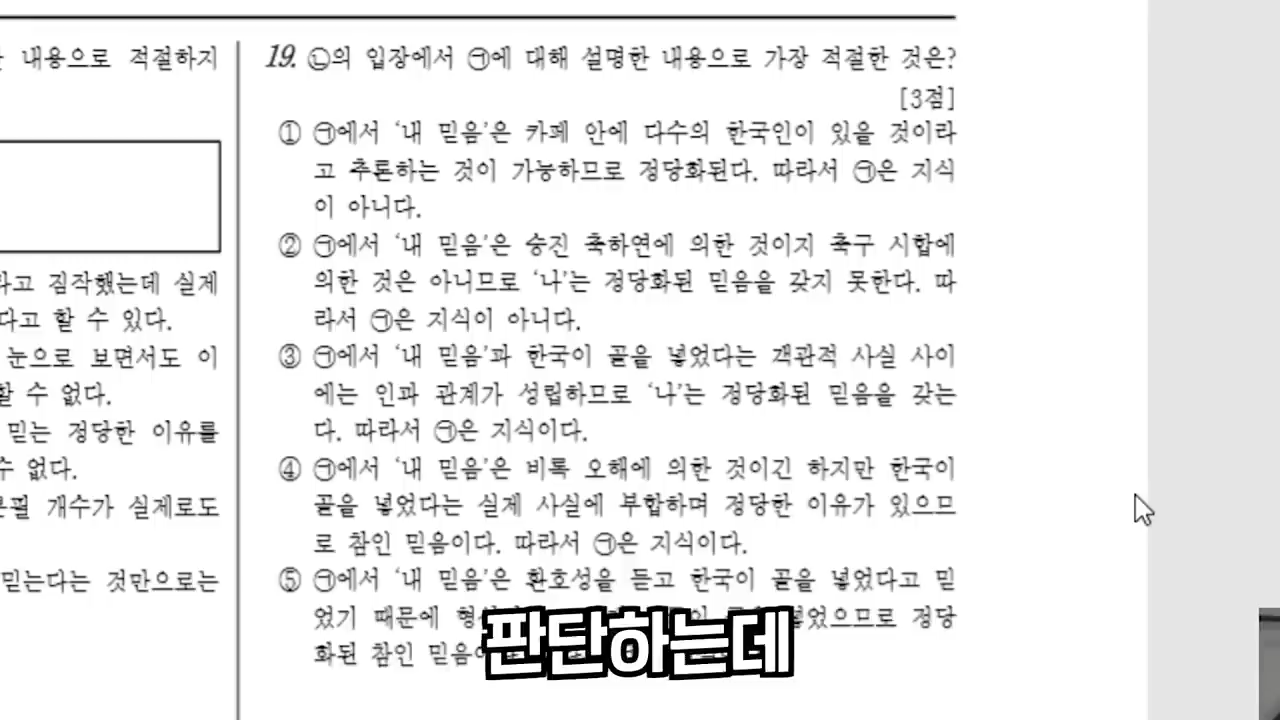 내용으로 적절하지
라고 짐작했는데 실제
다고 할 수 있다.
눈으로 보면서도 이
할 수 없다.
믿는 정당한 이유를
수 없다.
분필 개수가 실제로도
믿는다는 것만으로는
19. ㉡의 입장에서 ㉠에 대해 설명한 내용으로 가장 적절한 것은?
[3점]
① ㉠에서 ‘내 믿음’은 카페 안에 다수의 한국인이 있을 것이라
고 추론하는 것이 가능하므로 정당화된다. 따라서 ㉠은 지식
이 아니다.
② ㉠에서 ‘내 믿음’은 승진 축하연에 의한 것이지 축구 시합에
의한 것은 아니므로 ‘나’는 정당화된 믿음을 갖지 못한다. 따
라서 ㉠은 지식이 아니다.
③ ㉠에서 ‘내 믿음’과 한국이 골을 넣었다는 객관적 사실 사이
에는 인과 관계가 성립하므로 ‘나’는 정당화된 믿음을 갖는
다. 따라서 ㉠은 지식이다.
④ ㉠에서 ‘내 믿음’은 비록 오해에 의한 것이긴 하지만 한국이
골을 넣었다는 실제 사실에 부합하며 정당한 이유가 있으므
로 참인 믿음이다. 따라서 ㉠은 지식이다.
⑤ ㉠에서 ‘내 믿음’은 환호성을 듣고 한국이 골을 넣었다고 믿
었기 때문에 넣었으므로 정당
화된 참인
판단하는데